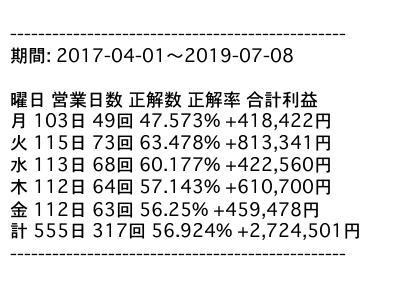 ------------------------------------------------
期間: 2017-04-01〜2019-07-08
曜日 営業日数 正解数 正解率 合計利益
月 103日 49回 47.573% +418,422円
火 115日 73回 63.478% +813,341円
水 113日 68回 60.177% +422,560円
木 112日 64回 57.143% +610,700円
金 112日 63回 56.25% +459,478円
計 555日 317回 56.924% +2,724,501円
------------------------------------------------